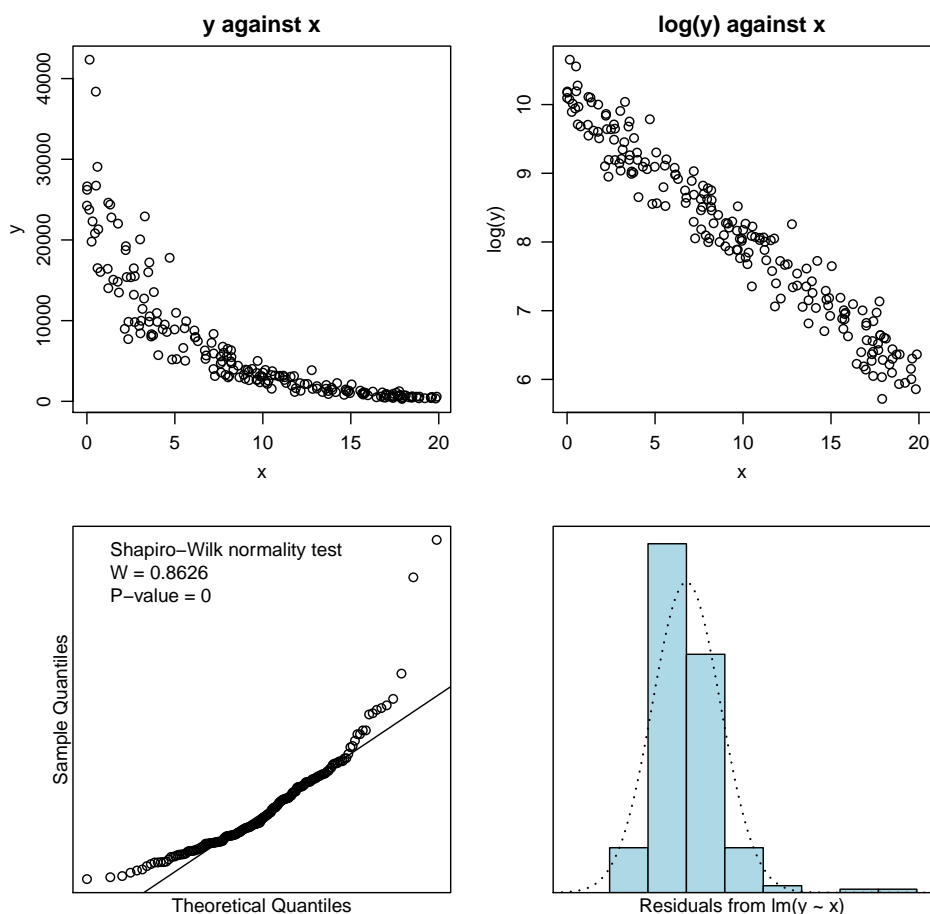 y against x
log(y) against x
y
0
10000
20000
30000
40000
0 5 10 15 20
x
log(y)
6
7
8
9
10
0 5 10 15 20
x
Shapiro−Wilk normality test
W = 0.8626
P−value = 0
Sample Quantiles
Theoretical Quantiles
Residuals from lm(y ~ x)